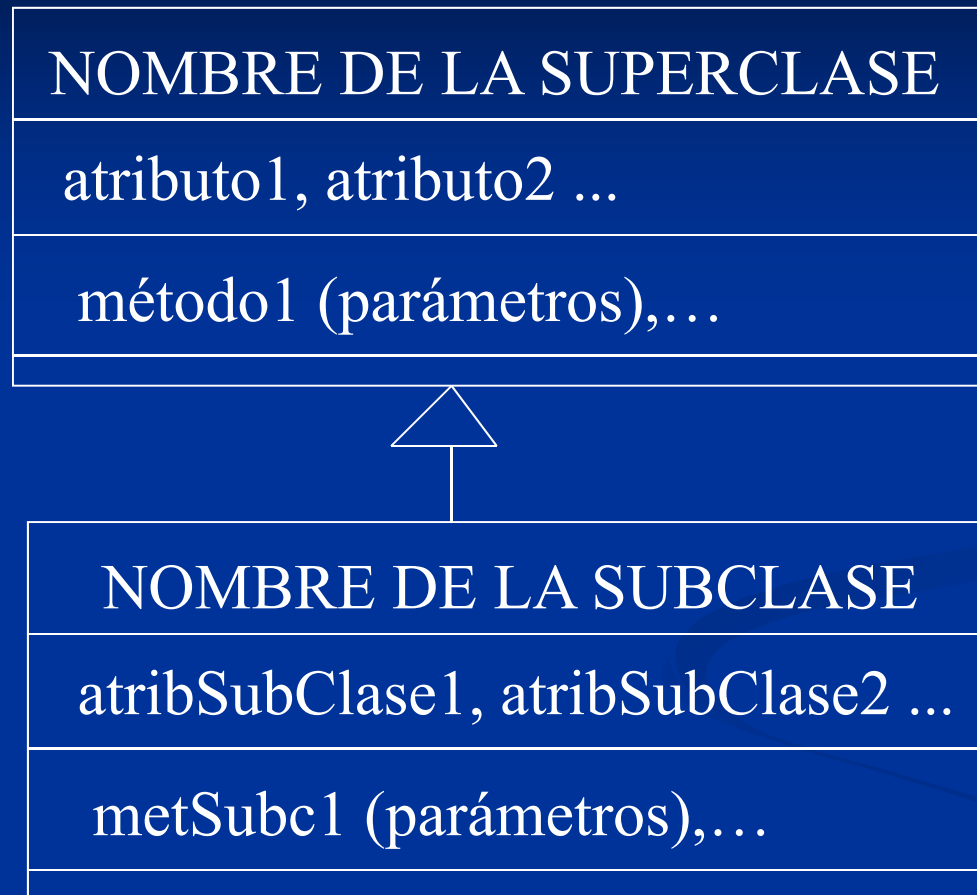 NOMBRE DE LA SUPERCLASE
atributo1, atributo2 ...
método1 (parámetros),…
NOMBRE DE LA SUBCLASE
atribSubClase1, atribSubClase2 ...
metSubc1 (parámetros),…